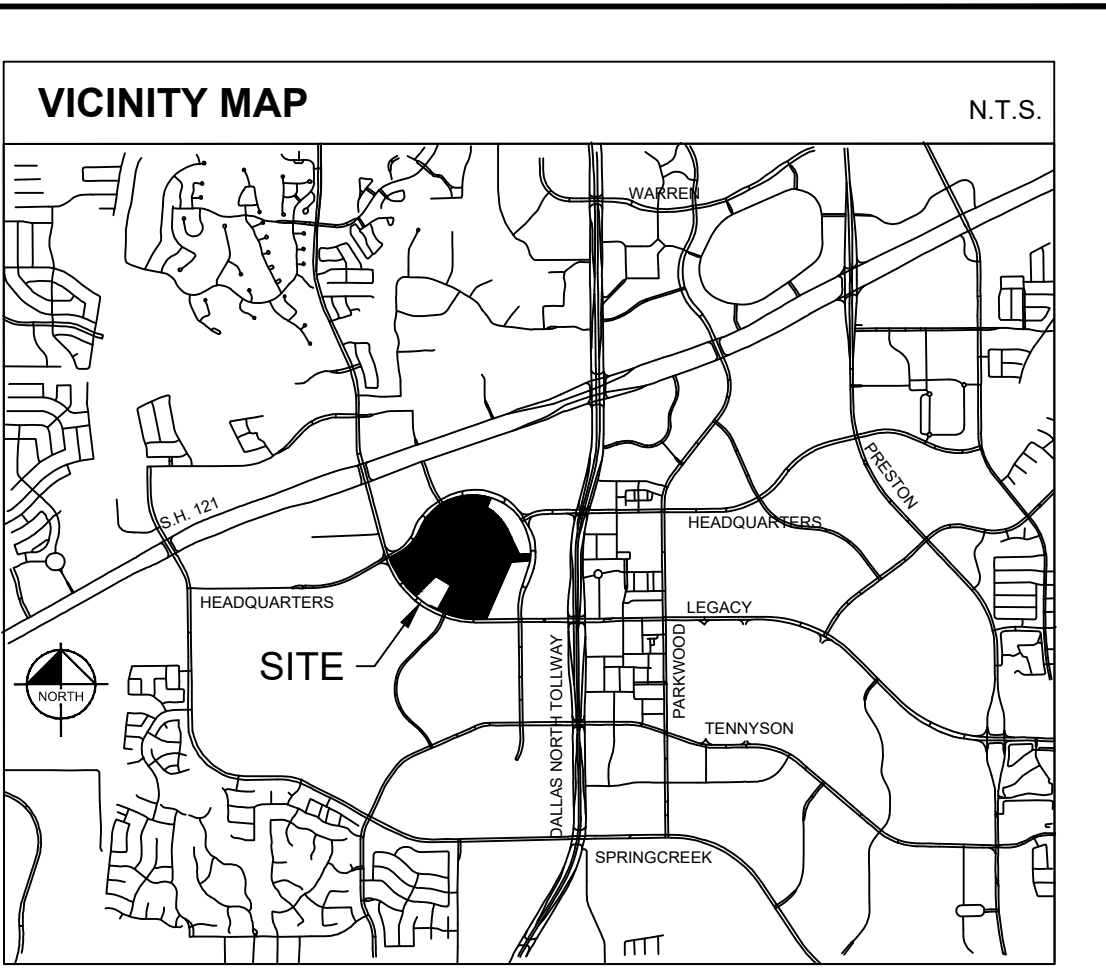 VICINITY MAP
N.T.S.
WARREN
PRESTON
S.H. 121
HEADQUARTERS
HEADQUARTERS
LEGACY
SITE
PARKWOOD
NORTH
DALLAS NORTH TOLLWAY
TENNYSON
SPRINGCREEK